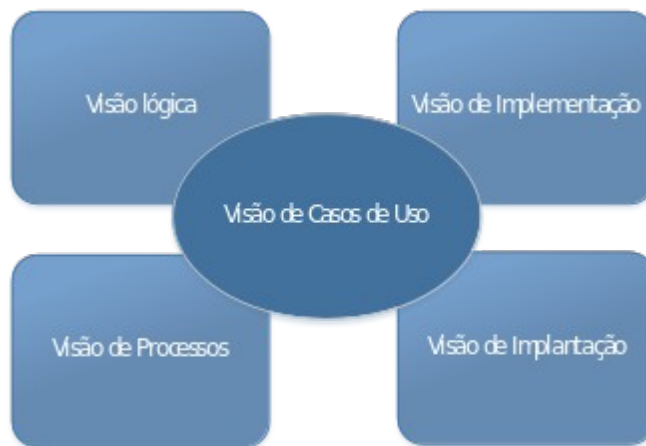 Visão lógica
Visão de Implementação
Visão de Casos de Uso
Visão de Processos
Visão de Implantação